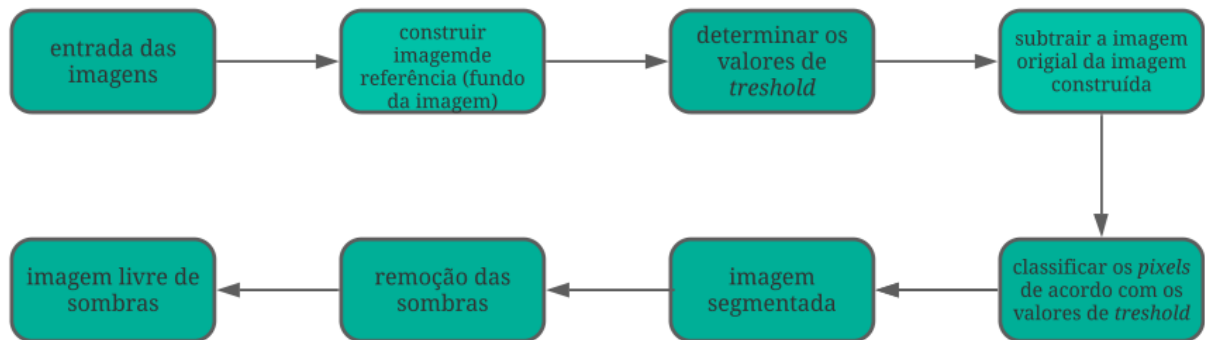 entrada das
imagens
construir
imagemde
referência (fundo
da imagem)
determinar os
valores de
treshold
subtrair a imagem
origial da imagem
construída
classificar os pixels
de acordo com os
valores de treshold
imagem
segmentada
remoção das
sombras
imagem livre de
sombras